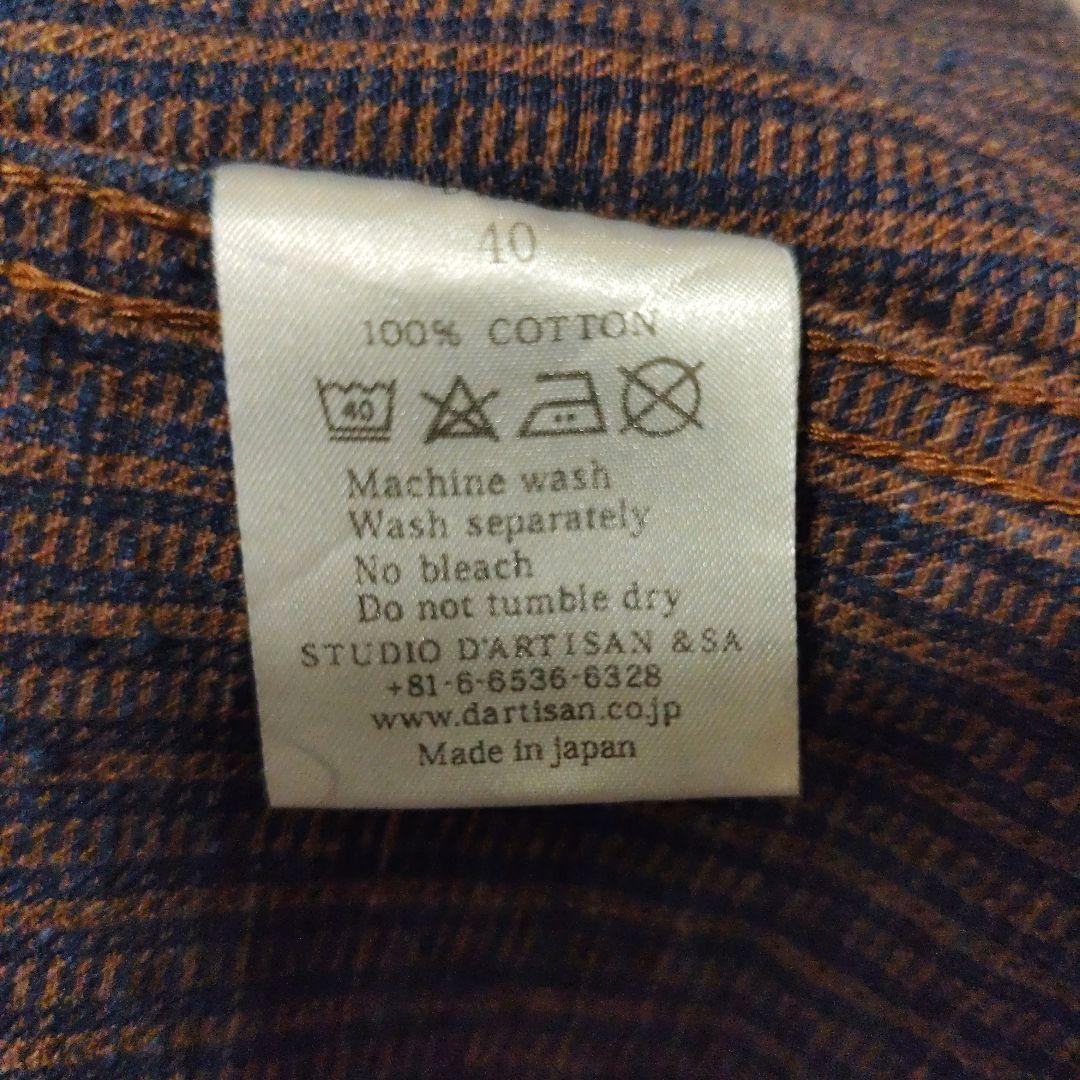 40
100% COTTON
40
Machine wash
Wash separately
No bleach
Do not tumble dry
STUDIO D'ARTISAN & SA
+81-6-6536-6328
www.dartisan.co.jp
Made in japan